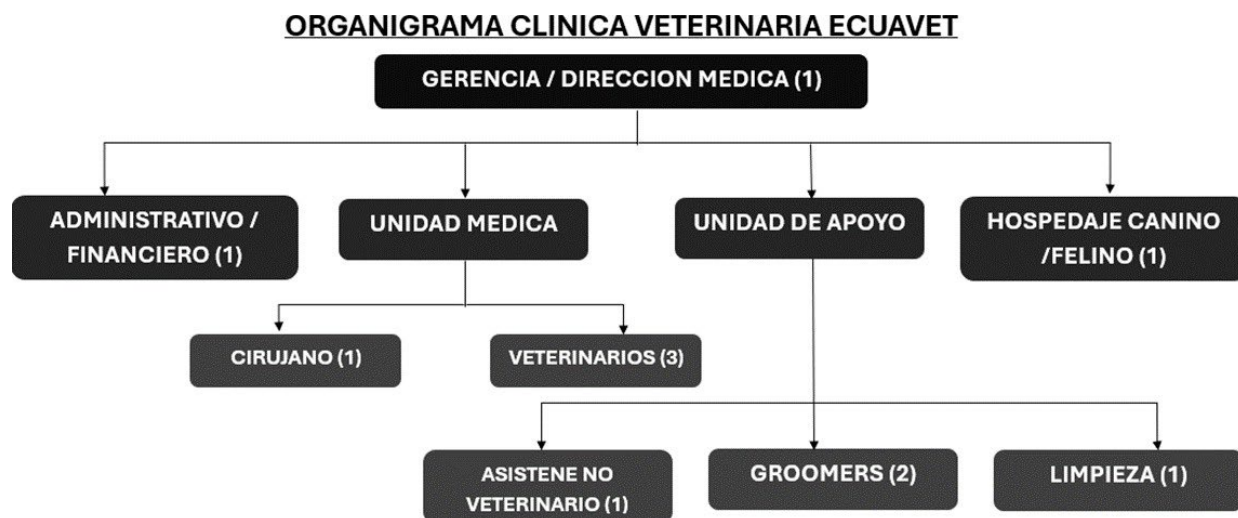 ORGANIGRAMA CLINICA VETERINARIA ECUAVET
GERENCIA / DIRECCION MEDICA (1)
ADMINISTRATIVO /
FINANCIERO (1)
UNIDAD MEDICA
UNIDAD DE APOYO
HOSPEDAJE CANINO
/FELINO (1)
CIRUJANO (1)
VETERINARIOS (3)
ASISTENE NO
VETERINARIO (1)
GROOMERS (2)
LIMPIEZA (1)